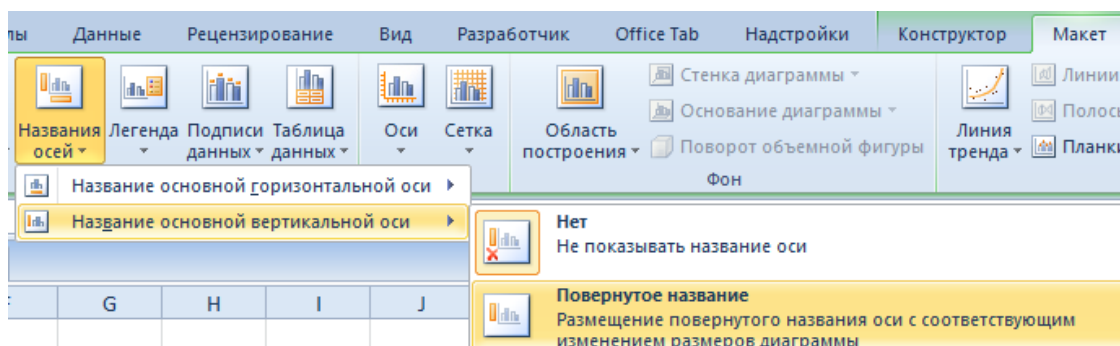 Данные Рецензирование Вид Разработчик Office Tab Надстройки Конструктор Макет
Названия осей
Легенда
Подписи данных
Таблица данных
Оси
Сетка
Область построения
Стенка диаграммы
Основание диаграммы
Поворот объемной фигуры
Фон
Линия тренда
Линии
Планки
Название основной горизонтальной оси
Название основной вертикальной оси
Нет
Не показывать название оси
Повернутое название
Размещение повернутого названия оси с соответствующим
изменением размеров диаграммы
G H I J